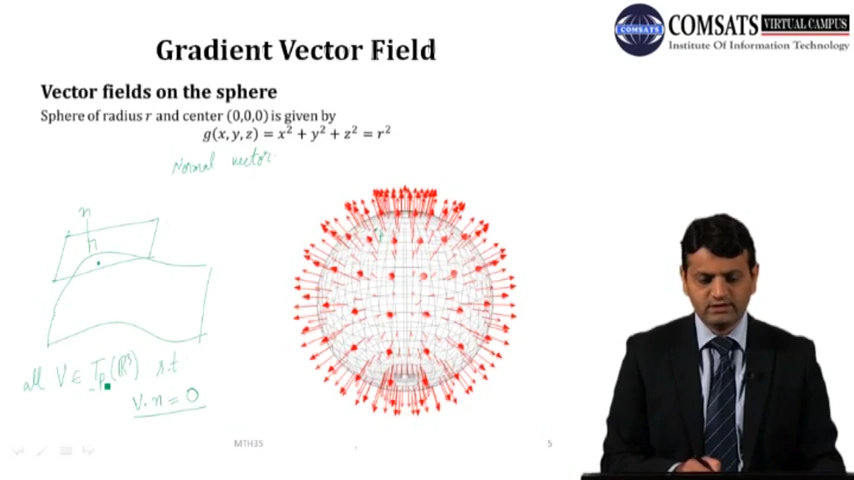 Gradient Vector Field
COMSATS VIRTUAL CAMPUS
COMSATS
Institute Of Information Technology
Vector fields on the sphere
Sphere of radius r and center (0,0,0) is given by
g(x, y, z) = x² + y² + z² = r²
Normal vector.
n
p
all V ∈ Tp(ℝ³) s.t
V. n = 0
MTH35
5